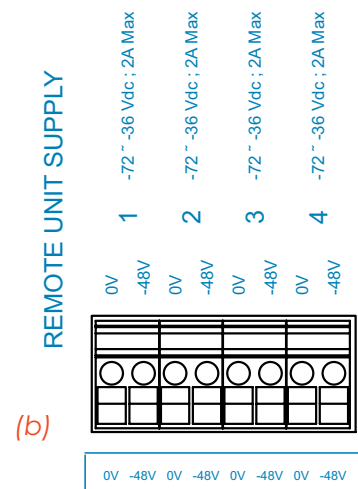 REMOTE UNIT SUPPLY
-72 ~ -36 Vdc ; 2A Max
-72 ~ -36 Vdc ; 2A Max
-72 ~ -36 Vdc ; 2A Max
-72 ~ -36 Vdc ; 2A Max
1 2 3 4
0V -48V 0V -48V 0V -48V 0V -48V
(b)
0V -48V 0V -48V 0V -48V 0V -48V